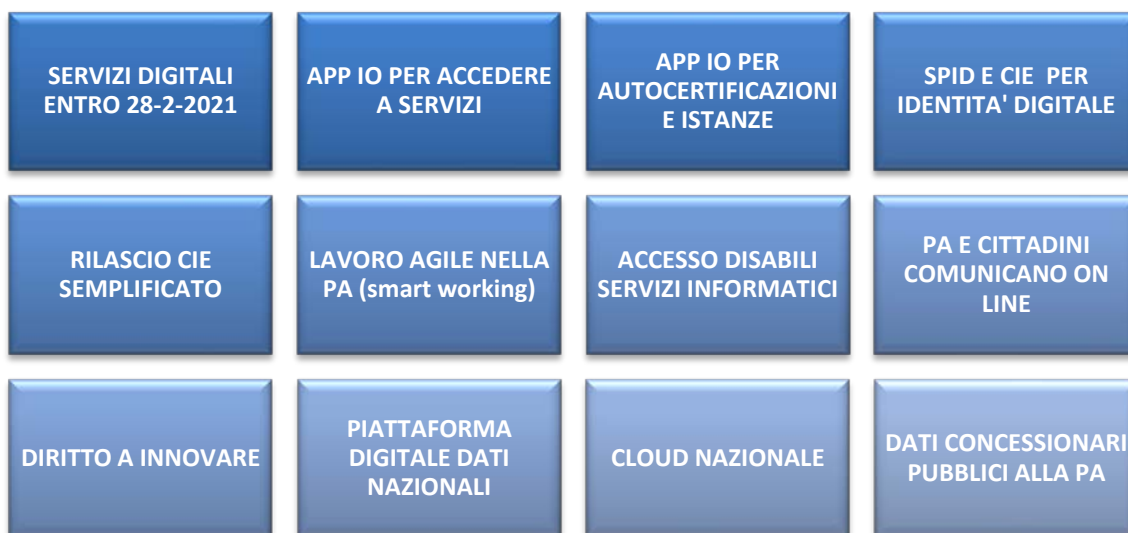 SERVIZI DIGITALI
ENTRO 28-2-2021
APP IO PER ACCEDERE
A SERVIZI
APP IO PER
AUTOCERTIFICAZIONI
E ISTANZE
SPID E CIE PER
IDENTITA' DIGITALE
RILASCIO CIE
SEMPLIFICATO
LAVORO AGILE NELLA
PA (smart working)
ACCESSO DISABILI
SERVIZI INFORMATICI
PA E CITTADINI
COMUNICANO ON
LINE
DIRITTO A INNOVARE
PIATTAFORMA
DIGITALE DATI
NAZIONALI
CLOUD NAZIONALE
DATI CONCESSIONARI
PUBBLICI ALLA PA